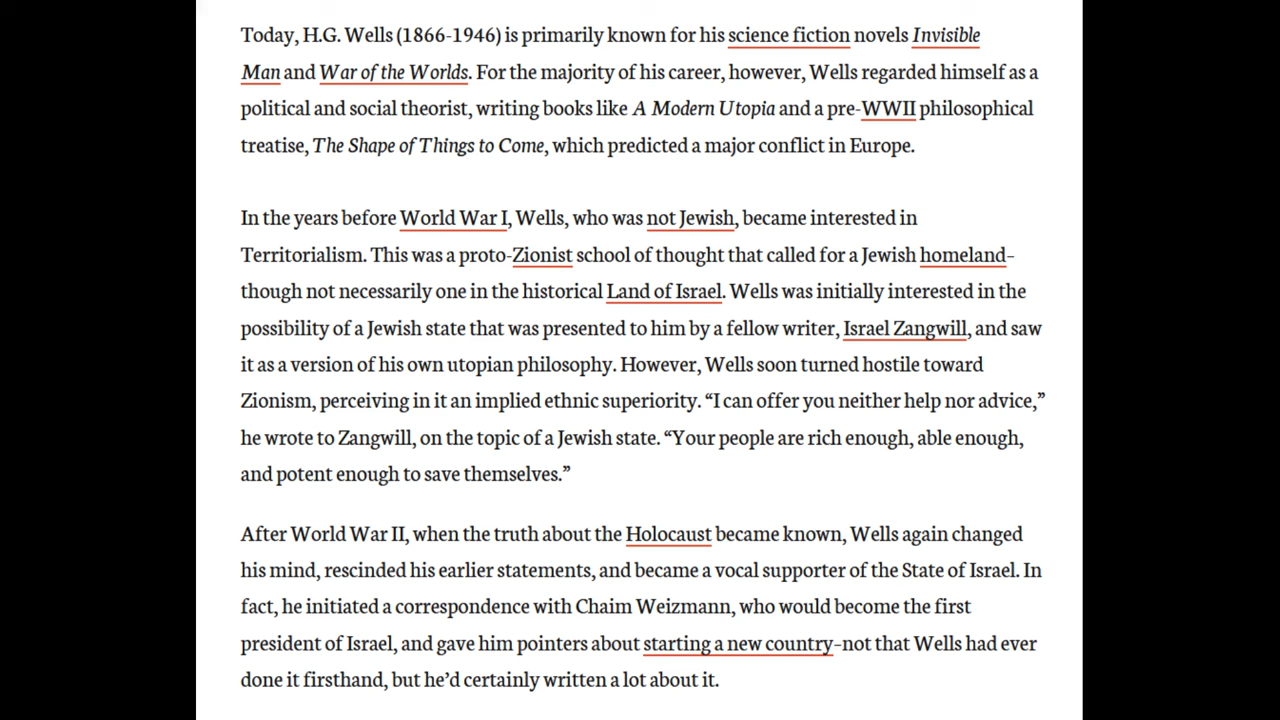 Today, H.G. Wells (1866-1946) is primarily known for his science fiction novels Invisible
Man and War of the Worlds. For the majority of his career, however, Wells regarded himself as a
political and social theorist, writing books like A Modern Utopia and a pre-WWII philosophical
treatise, The Shape of Things to Come, which predicted a major conflict in Europe.
In the years before World War I, Wells, who was not Jewish, became interested in
Territorialism. This was a proto-Zionist school of thought that called for a Jewish homeland–
though not necessarily one in the historical Land of Israel. Wells was initially interested in the
possibility of a Jewish state that was presented to him by a fellow writer, Israel Zangwill, and saw
it as a version of his own utopian philosophy. However, Wells soon turned hostile toward
Zionism, perceiving in it an implied ethnic superiority. “I can offer you neither help nor advice,”
he wrote to Zangwill, on the topic of a Jewish state. “Your people are rich enough, able enough,
and potent enough to save themselves.”
After World War II, when the truth about the Holocaust became known, Wells again changed
his mind, rescinded his earlier statements, and became a vocal supporter of the State of Israel. In
fact, he initiated a correspondence with Chaim Weizmann, who would become the first
president of Israel, and gave him pointers about starting a new country–not that Wells had ever
done it firsthand, but he’d certainly written a lot about it.